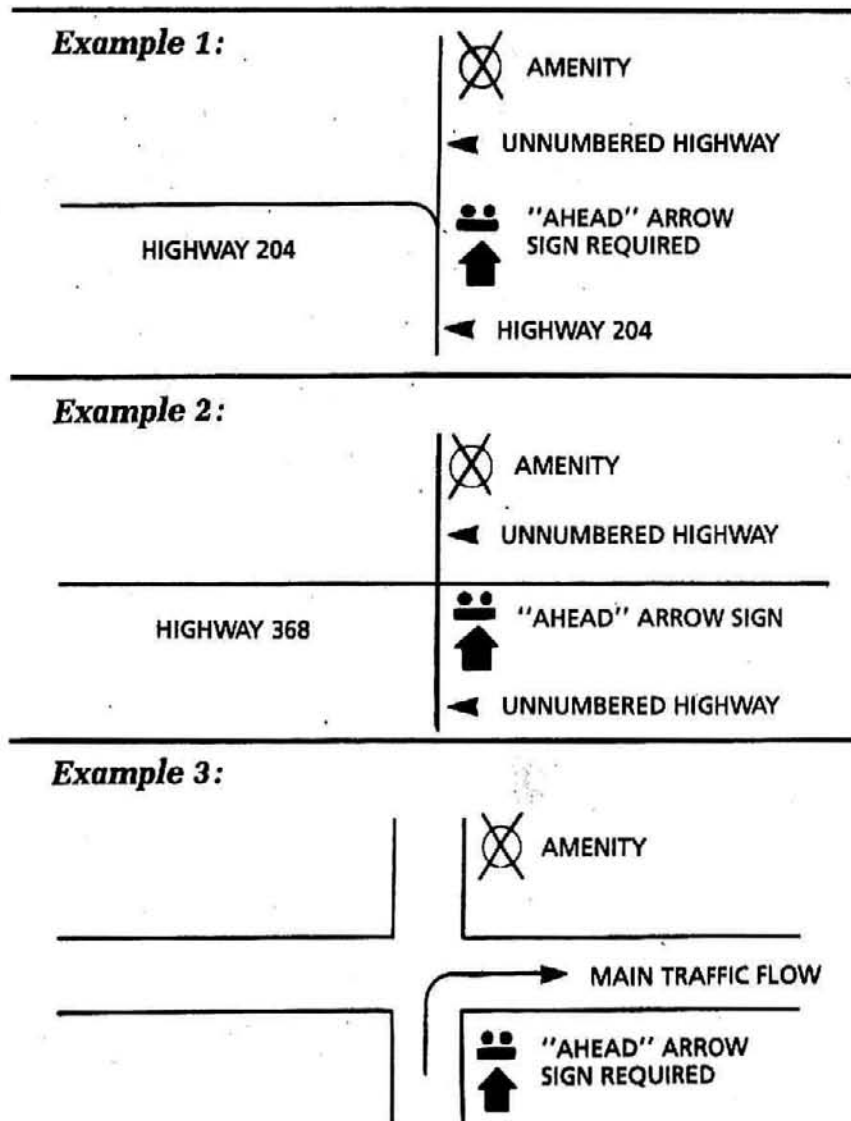 Example 1:
AMENITY
UNNUMBERED HIGHWAY
"AHEAD" ARROW
SIGN REQUIRED
HIGHWAY 204
HIGHWAY 204
Example 2:
AMENITY
UNNUMBERED HIGHWAY
HIGHWAY 368
"AHEAD" ARROW SIGN
UNNUMBERED HIGHWAY
Example 3:
AMENITY
MAIN TRAFFIC FLOW
"AHEAD" ARROW
SIGN REQUIRED